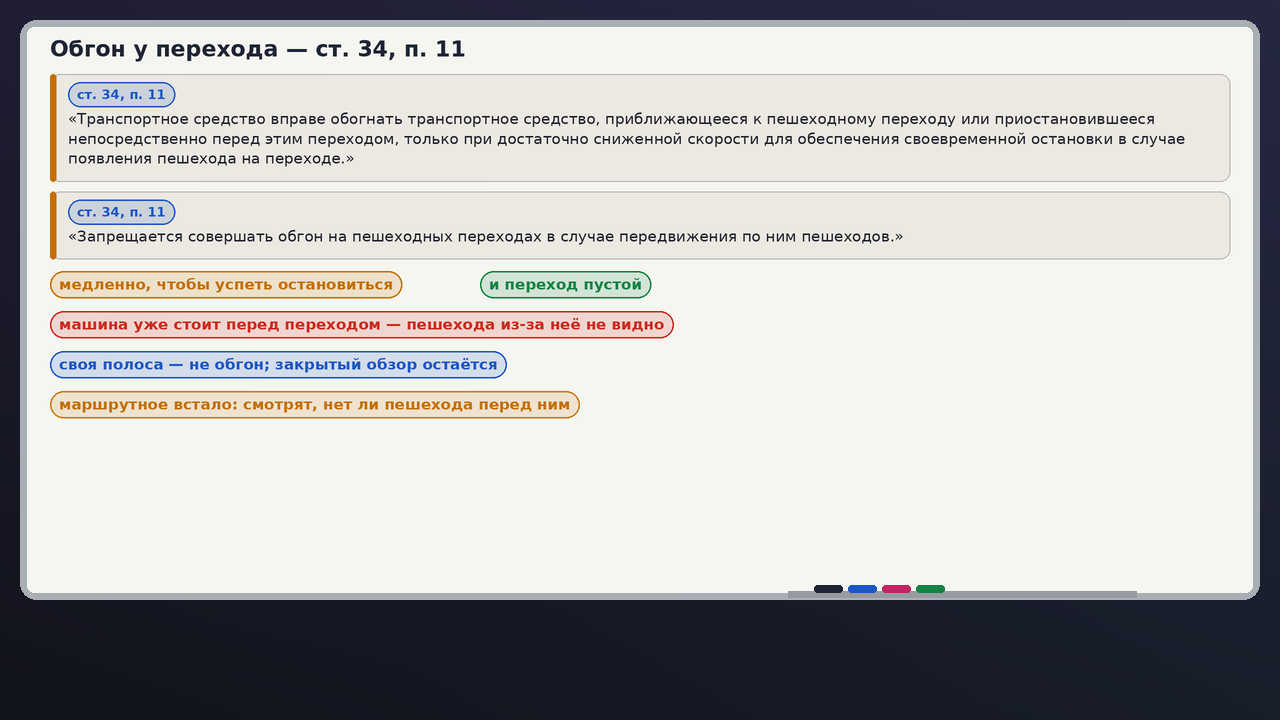 Обгон у перехода — ст. 34, п. 11
ст. 34, п. 11
«Транспортное средство вправе обогнать транспортное средство, приближающееся к пешеходному переходу или приостановившееся
непосредственно перед этим переходом, только при достаточно сниженной скорости для обеспечения своевременной остановки в случае
появления пешехода на переходе.»
ст. 34, п. 11
«Запрещается совершать обгон на пешеходных переходах в случае передвижения по ним пешеходов.»
медленно, чтобы успеть остановиться и переход пустой
машина уже стоит перед переходом — пешехода из-за неё не видно
своя полоса — не обгон; закрытый обзор остаётся
маршрутное встало: смотрят, нет ли пешехода перед ним